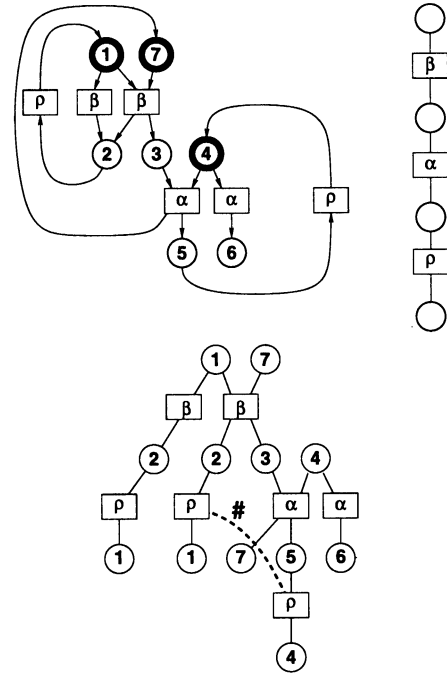 1 7
ρ β β β
2 3 4
α α α
ρ
5 6
ρ
1 7
β β
2 2 3 4
ρ ρ # α α
1 1 7 5 6
ρ
4